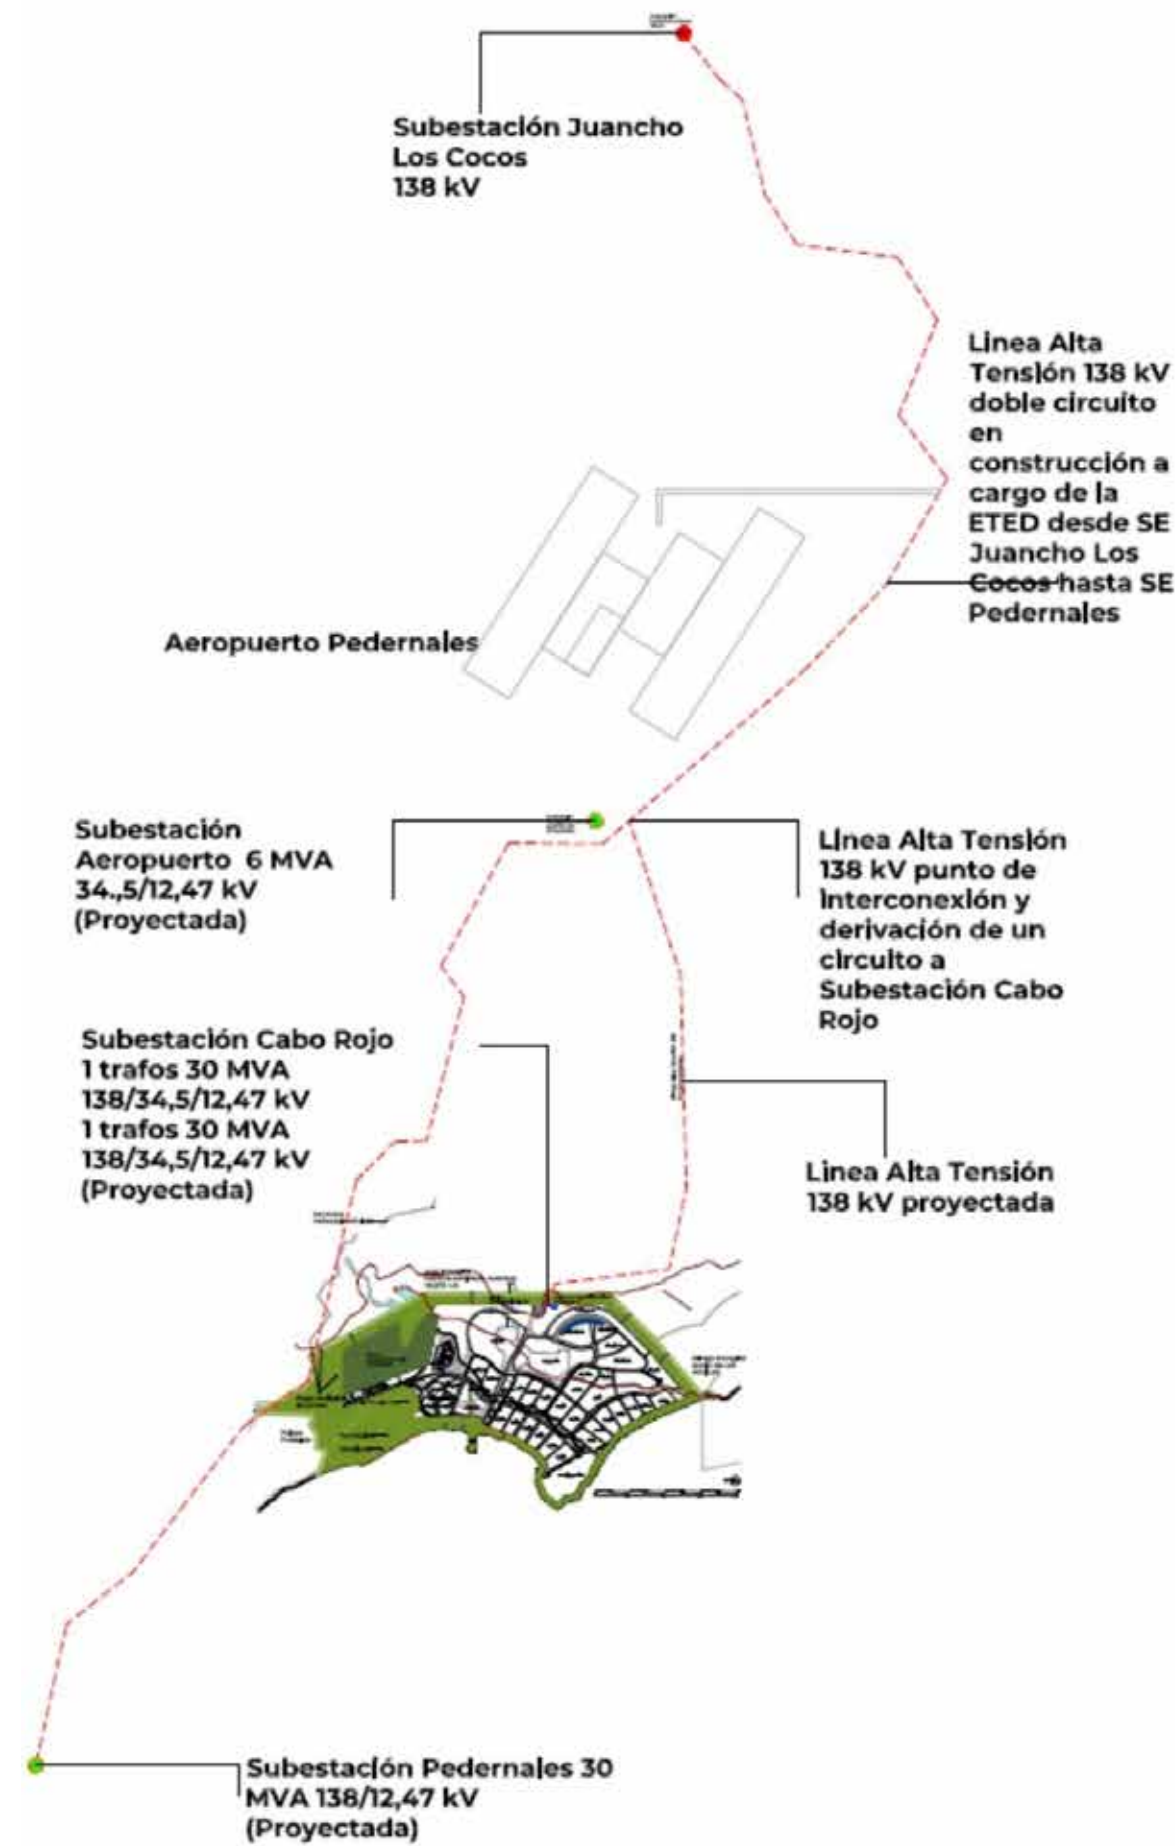 Subestación Juancho
Los Cocos
138 kV
Linea Alta
Tensión 138 kV
doble circuito
en
construcción a
cargo de la
ETED desde SE
Juancho Los
Cocos hasta SE
Pedernales
Aeropuerto Pedernales
Subestación
Aeropuerto 6 MVA
34.,5/12,47 kV
(Proyectada)
Linea Alta Tensión
138 kV punto de
interconexión y
derivación de un
circuito a
Subestación Cabo
Rojo
Subestación Cabo Rojo
1 trafos 30 MVA
138/34,5/12,47 kV
1 trafos 30 MVA
138/34,5/12,47 kV
(Proyectada)
Linea Alta Tensión
138 kV proyectada
Subestación Pedernales 30
MVA 138/12,47 kV
(Proyectada)